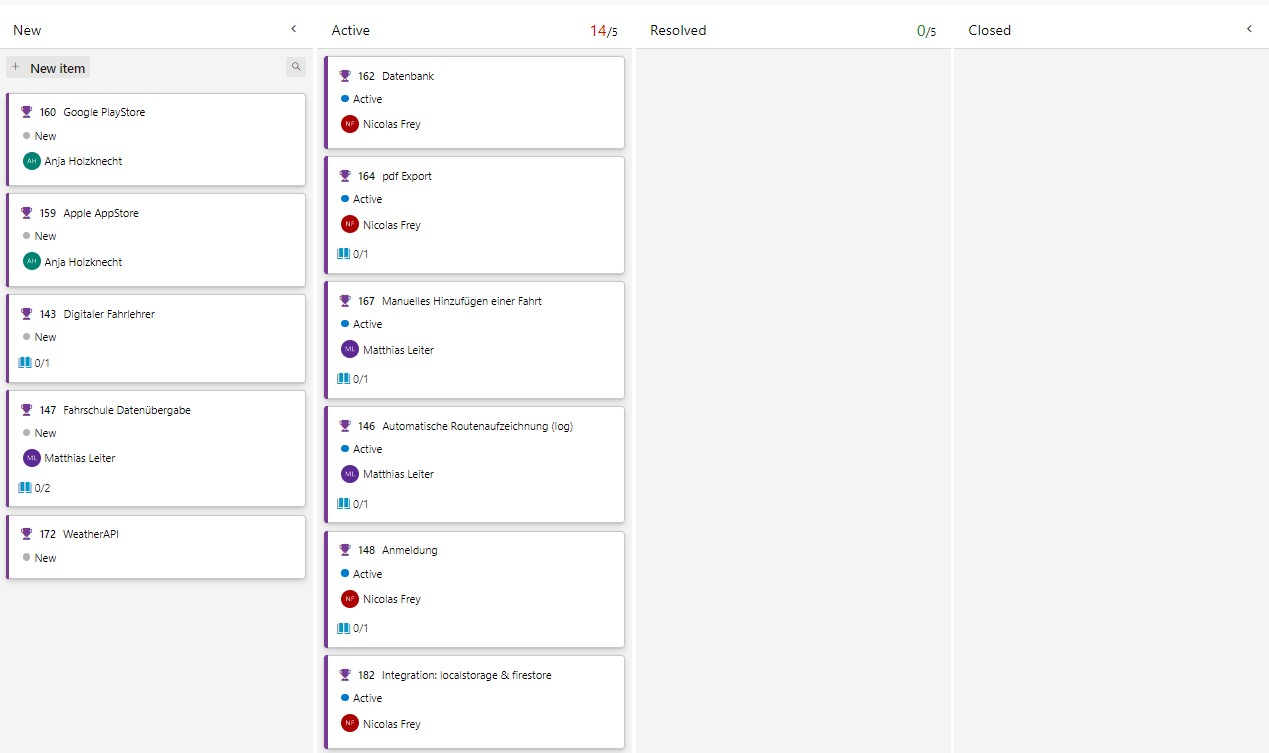 New
Active 14/5
Resolved 0/5
Closed
+ New item
160 Google PlayStore
New
AH Anja Holzknecht
159 Apple AppStore
New
AH Anja Holzknecht
143 Digitaler Fahrlehrer
New
0/1
147 Fahrschule Datenübergabe
New
ML Matthias Leiter
0/2
172 WeatherAPI
New
162 Datenbank
Active
NF Nicolas Frey
164 pdf Export
Active
NF Nicolas Frey
0/1
167 Manuelles Hinzufügen einer Fahrt
Active
ML Matthias Leiter
0/1
146 Automatische Routenaufzeichnung (log)
Active
ML Matthias Leiter
0/1
148 Anmeldung
Active
NF Nicolas Frey
0/1
182 Integration: localstorage & firestore
Active
NF Nicolas Frey